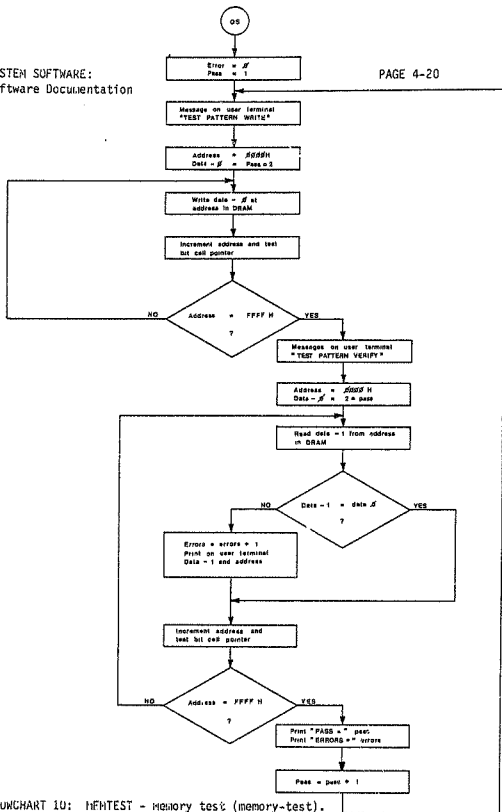 OS
Error = Ø
Pass = 1
STEM SOFTWARE:
ftware Documentation
PAGE 4-20
Message on user terminal
"TEST PATTERN WRITE"
Address = ØØØØH
Data - Ø = Pass * 2
Write data - Ø at
address in DRAM
Increment address and test
bit cell pointer
NO
Address = FFFF H
?
YES
Messages on user terminal
"TEST PATTERN VERIFY"
Address = ØØØØ H
Data - Ø = 2 * pass
Read data - 1 from address
in DRAM
NO
Data - 1 = data Ø
?
YES
Errors = errors + 1
Print on user terminal
Data - 1 and address
Increment address and
test bit cell pointer
NO
Address = FFFF H
?
YES
Print "PASS =" pass
Print "ERRORS =" errors
Pass = pass + 1
OWCHART 10: MEMTEST - Memory test (memory-test).